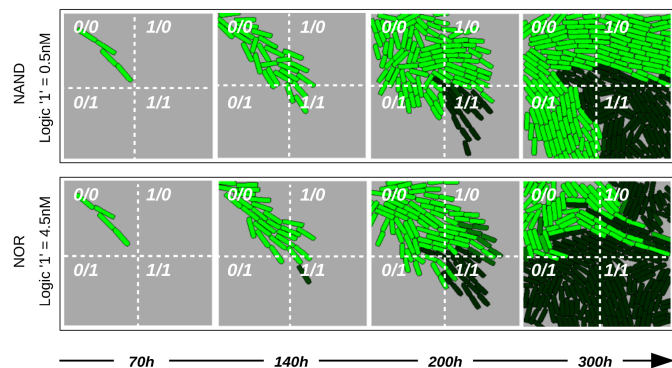 NAND
Logic '1' = 0.5nM
0/0 1/0 0/0 1/0 0/0 1/0 0/0 1/0
0/1 1/1 0/1 1/1 0/1 1/1 0/1 1/1
NOR
Logic '1' = 4.5nM
0/0 1/0 0/0 1/0 0/0 1/0 0/0 1/0
0/1 1/1 0/1 1/1 0/1 1/1 0/1 1/1
70h 140h 200h 300h